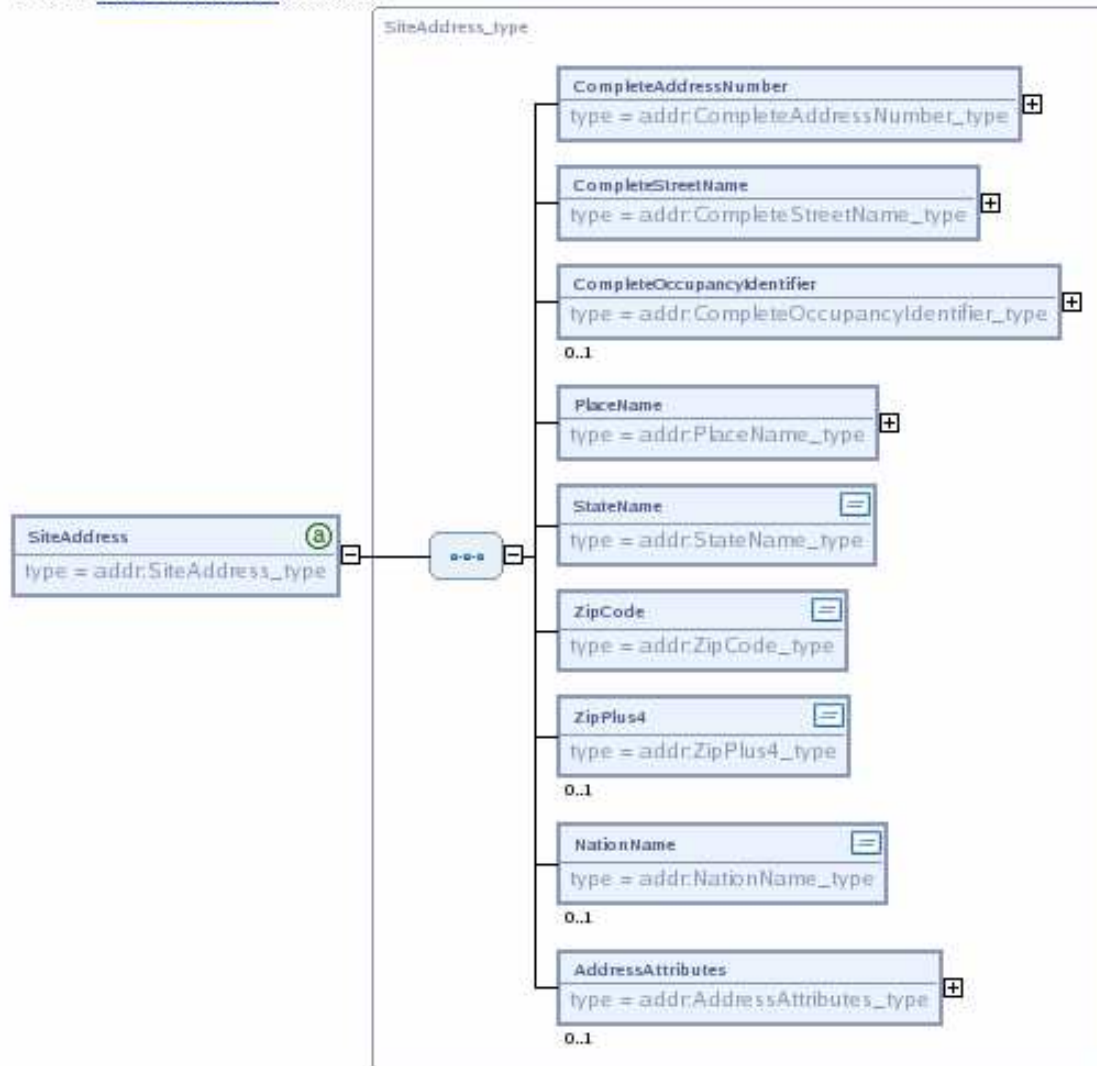 SiteAddress_type
CompleteAddressNumber
type = addr:CompleteAddressNumber_type
CompleteStreetName
type = addr:CompleteStreetName_type
CompleteOccupancyIdentifier
type = addr:CompleteOccupancyIdentifier_type
0..1
PlaceName
type = addr:PlaceName_type
StateName
type = addr:StateName_type
SiteAddress
a
type = addr:SiteAddress_type
ZipCode
type = addr:ZipCode_type
ZipPlus4
type = addr:ZipPlus4_type
0..1
NationName
type = addr:NationName_type
0..1
AddressAttributes
type = addr:AddressAttributes_type
0..1